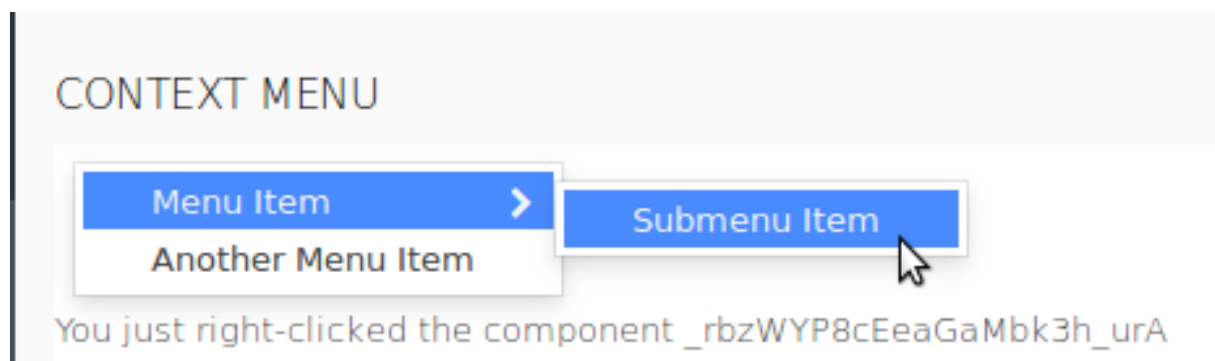 CONTEXT MENU
Menu Item
Submenu Item
Another Menu Item
You just right-clicked the component _rbzWYP8cEeaGaMbk3h_urA